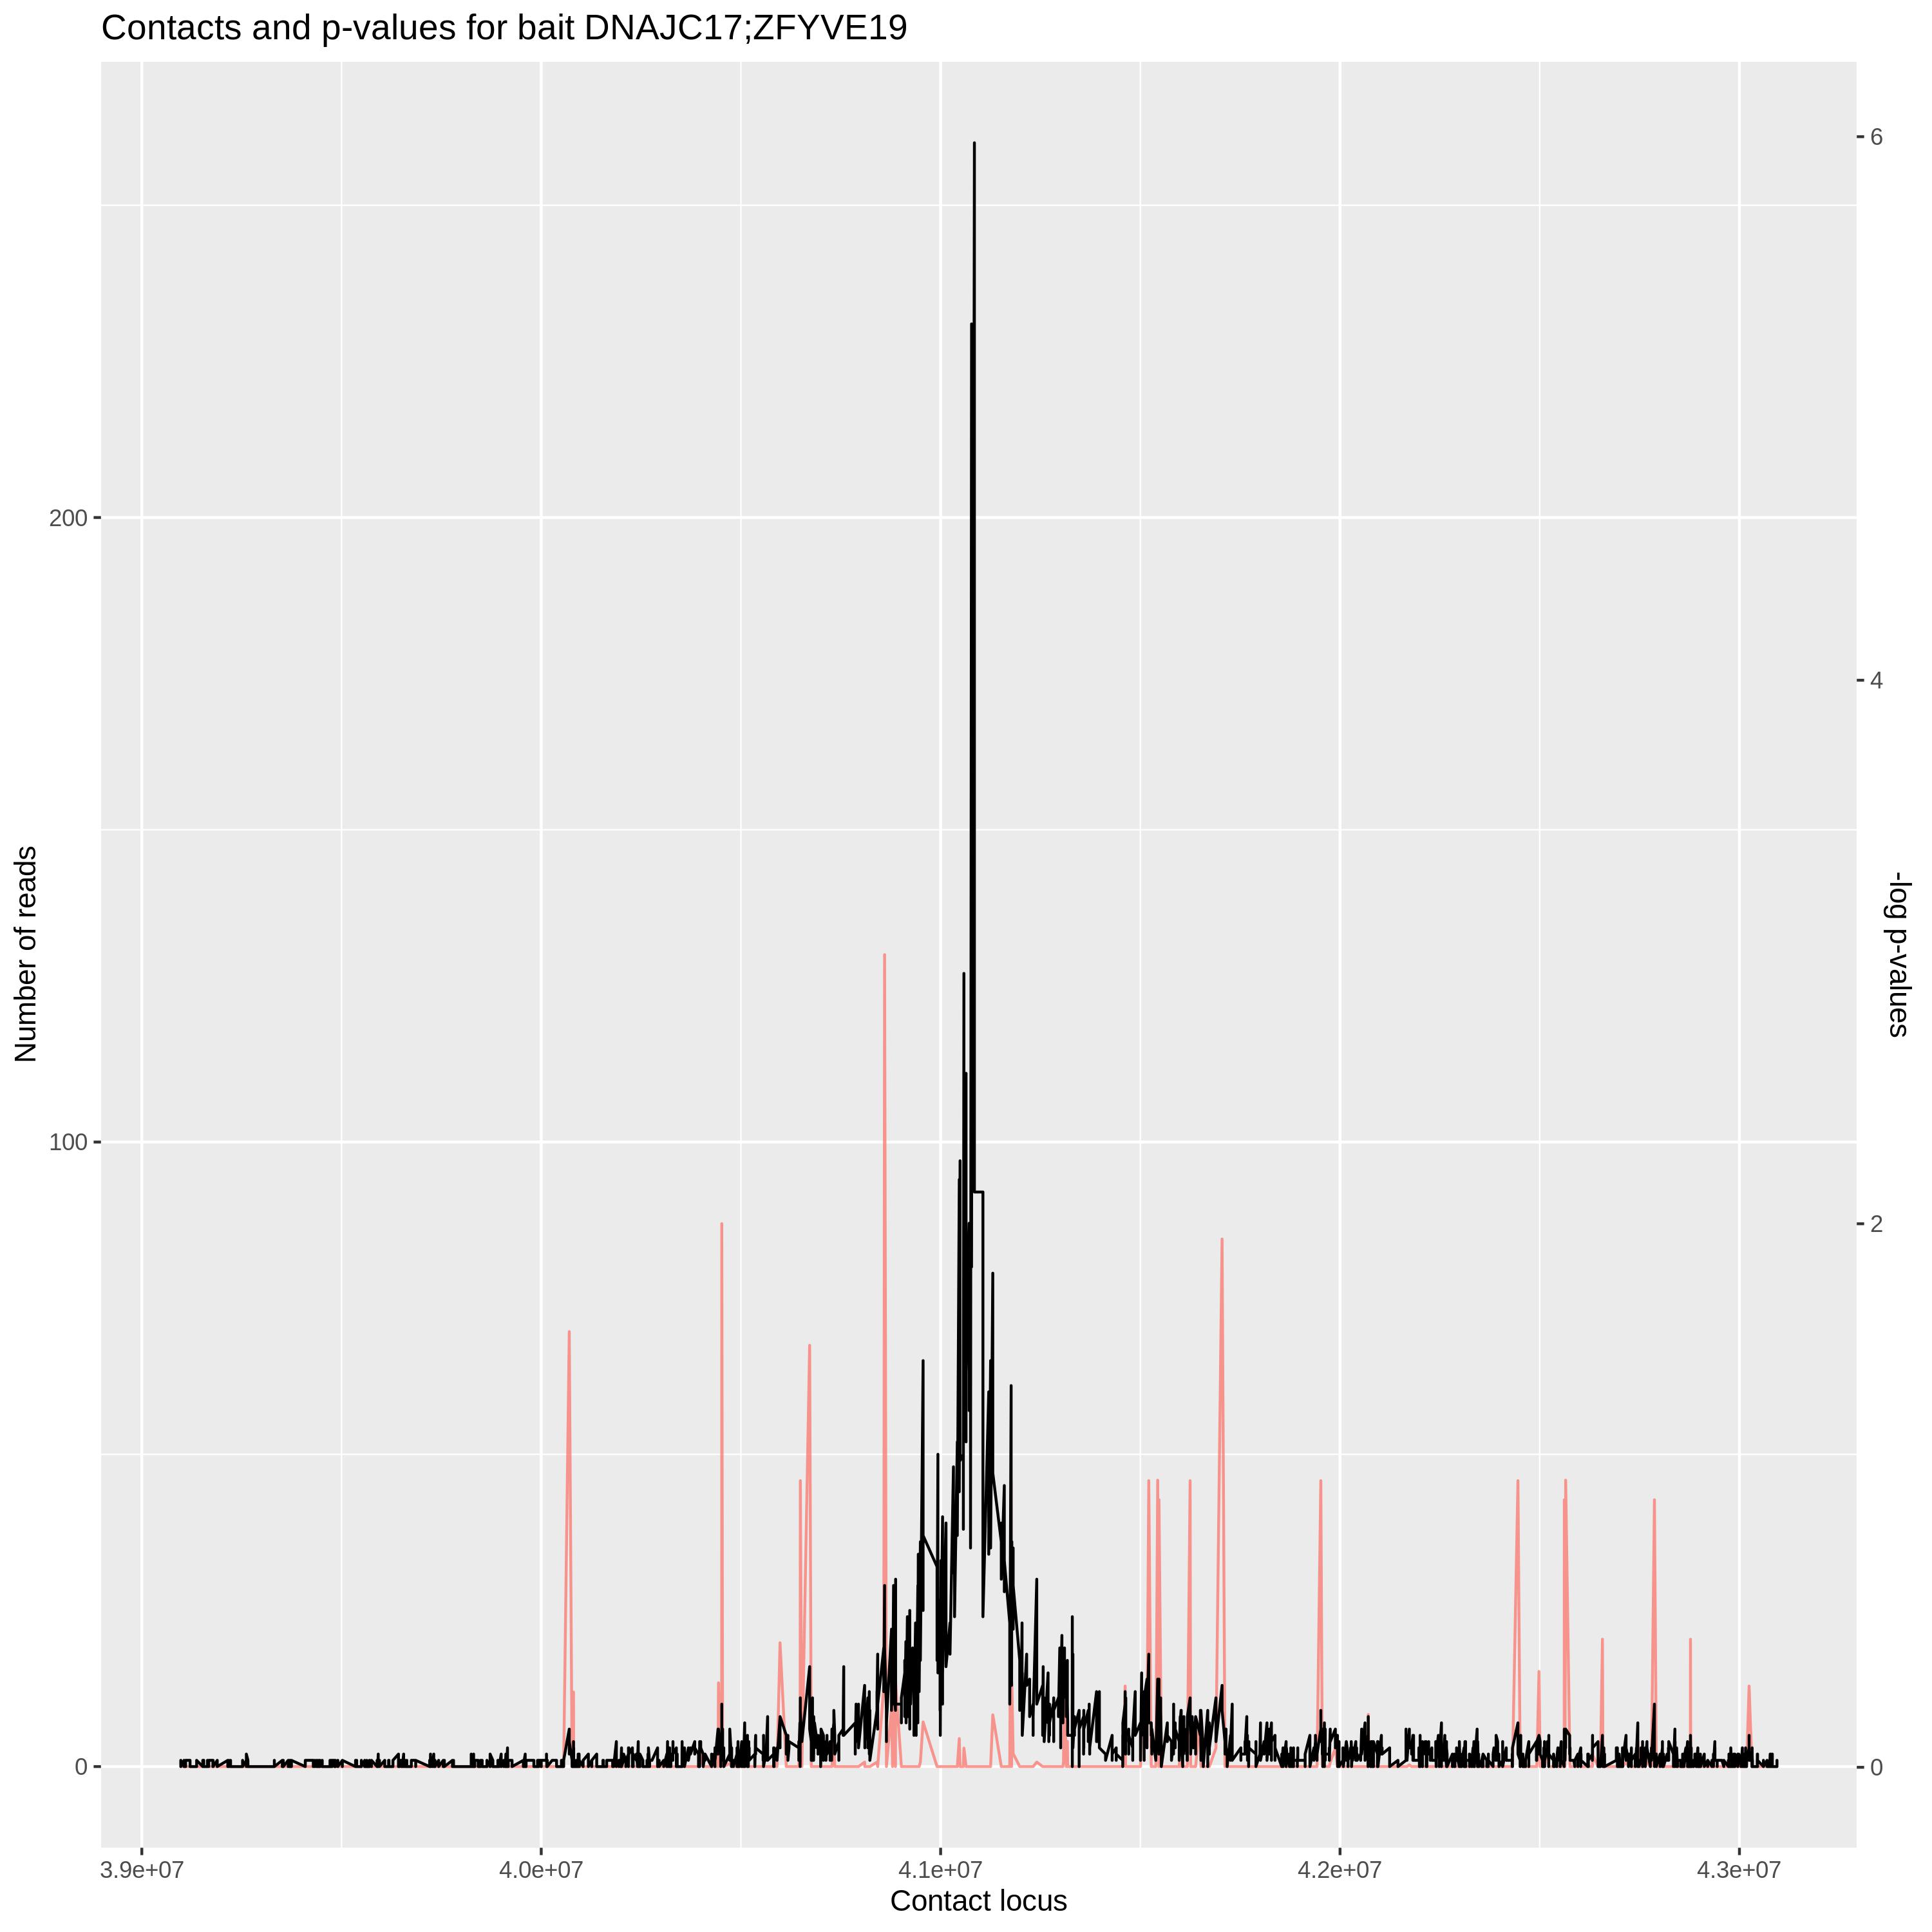 Contacts and p-values for bait DNAJC17;ZFYVE19
Number of reads
200
100
0
6
4
2
0
-log p-values
3.9e+07
4.0e+07
4.1e+07
4.2e+07
4.3e+07
Contact locus